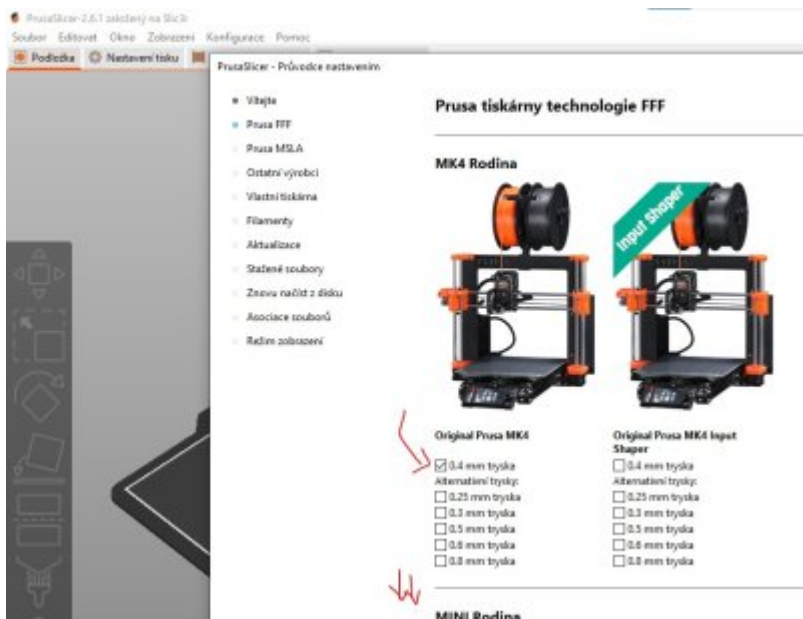 PrusaSlicer-2.6.1 založený na Slic3r
Soubor Editovat Okno Zobrazení Konfigurace Pomoc
Podložka Nastavení tisku
PrusaSlicer - Průvodce nastavením
Vítejte
Prusa FFF
Prusa MSLA
Ostatní výrobci
Vlastní tiskárna
Filamenty
Aktualizace
Stažené soubory
Znovu načíst z disku
Asociace souborů
Režim zobrazení
Prusa tiskárny technologie FFF
MK4 Rodina
Input Shaper
Original Prusa MK4
0.4 mm tryska
Alternativní trysky:
0.25 mm tryska
0.3 mm tryska
0.5 mm tryska
0.6 mm tryska
0.8 mm tryska
Original Prusa MK4 Input
Shaper
0.4 mm tryska
Alternativní trysky:
0.25 mm tryska
0.3 mm tryska
0.5 mm tryska
0.6 mm tryska
0.8 mm tryska
MINI Rodina